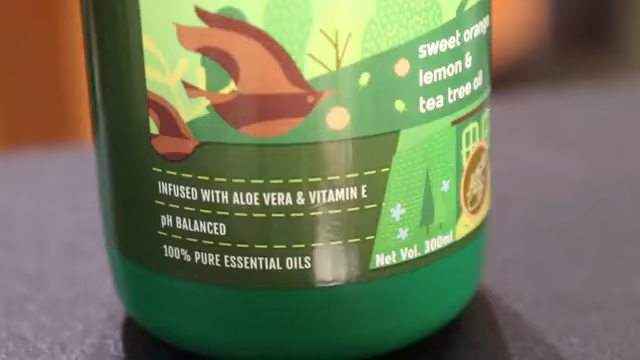 sweet orange
lemon &
tea tree oil
INFUSED WITH ALOE VERA & VITAMIN E
pH BALANCED
100% PURE ESSENTIAL OILS
Net Vol. 300ml